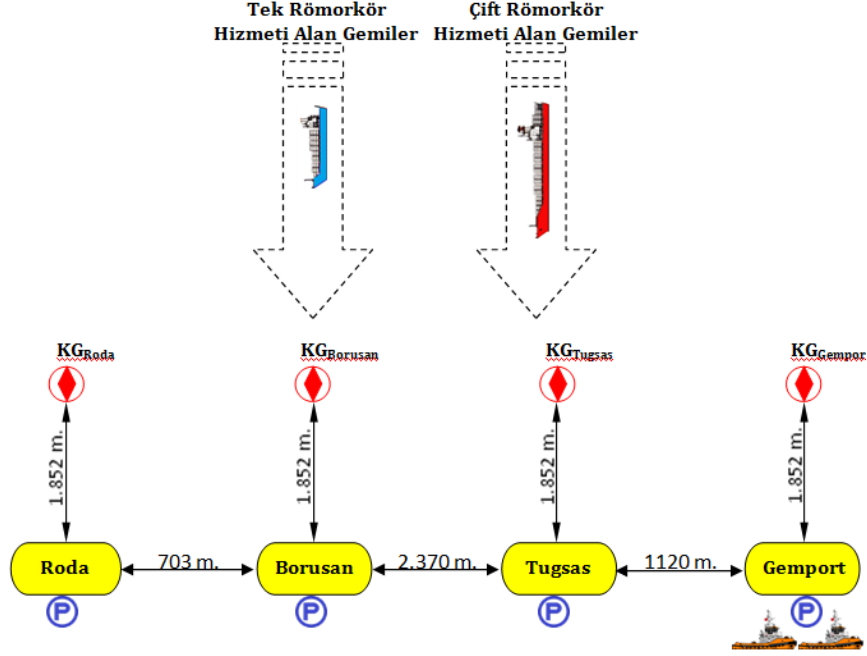 Tek Römorkör
Hizmeti Alan Gemiler
Çift Römorkör
Hizmeti Alan Gemiler
KGRoda
KGBorusan
KGTugsas
KGGemport
1.852 m.
1.852 m.
1.852 m.
1.852 m.
Roda
703 m.
Borusan
2.370 m.
Tugsas
1120 m.
Gemport
P
P
P
P